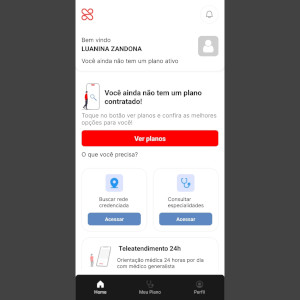 Bem vindo
LUANINA ZANDONA
Você ainda não tem um plano ativo
Você ainda não tem um plano
contratado!
Toque no botão ver planos e confira as melhores
opções para você!
Ver planos
O que você precisa?
Buscar rede
credenciada
Acessar
Consultar
especialidades
Acessar
Teleatendimento 24h
Orientação médica 24 horas por dia
com médico generalista
Home
Meu Plano
Perfil